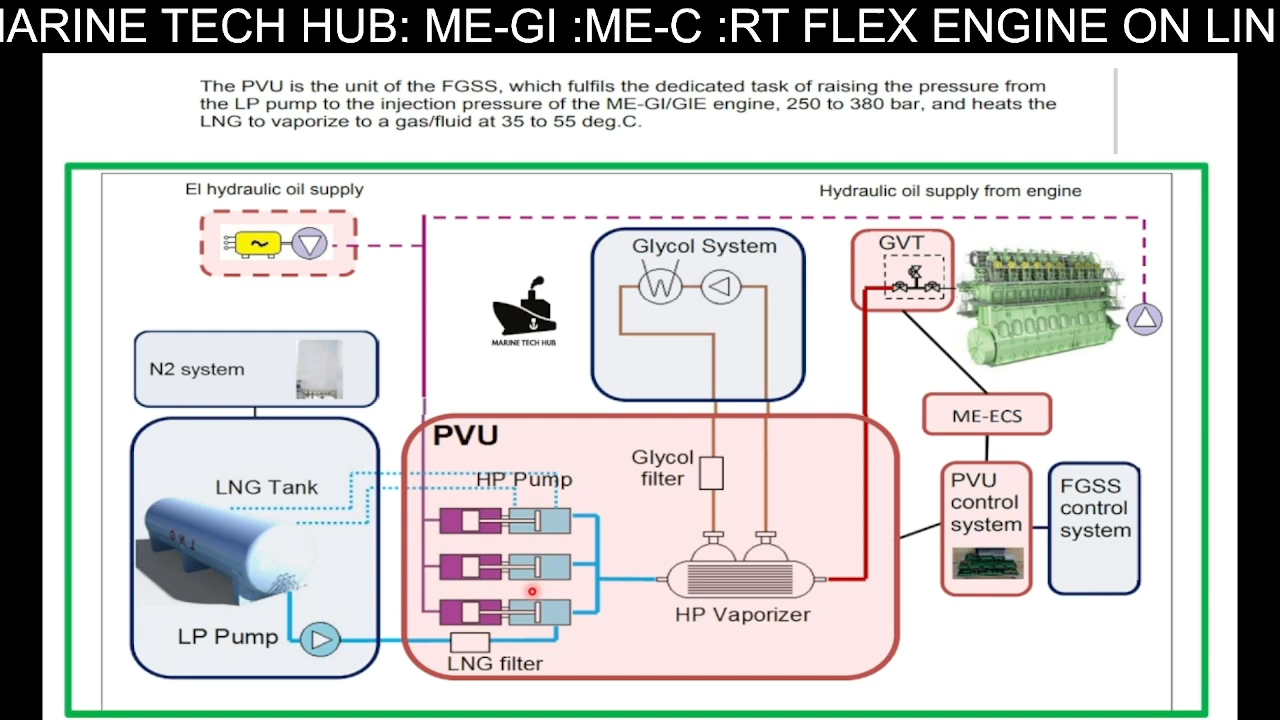 MARINE TECH HUB: ME-GI :ME-C :RT FLEX ENGINE ON LIN
The PVU is the unit of the FGSS, which fulfils the dedicated task of raising the pressure from
the LP pump to the injection pressure of the ME-GI/GIE engine, 250 to 380 bar, and heats the
LNG to vaporize to a gas/fluid at 35 to 55 deg.C.
El hydraulic oil supply
Hydraulic oil supply from engine
Glycol System
W
GVT
MARINE TECH HUB
N2 system
ME-ECS
PVU
Glycol
filter
HP Pump
LNG Tank
LNG
PVU
control
system
FGSS
control
system
HP Vaporizer
LP Pump
LNG filter